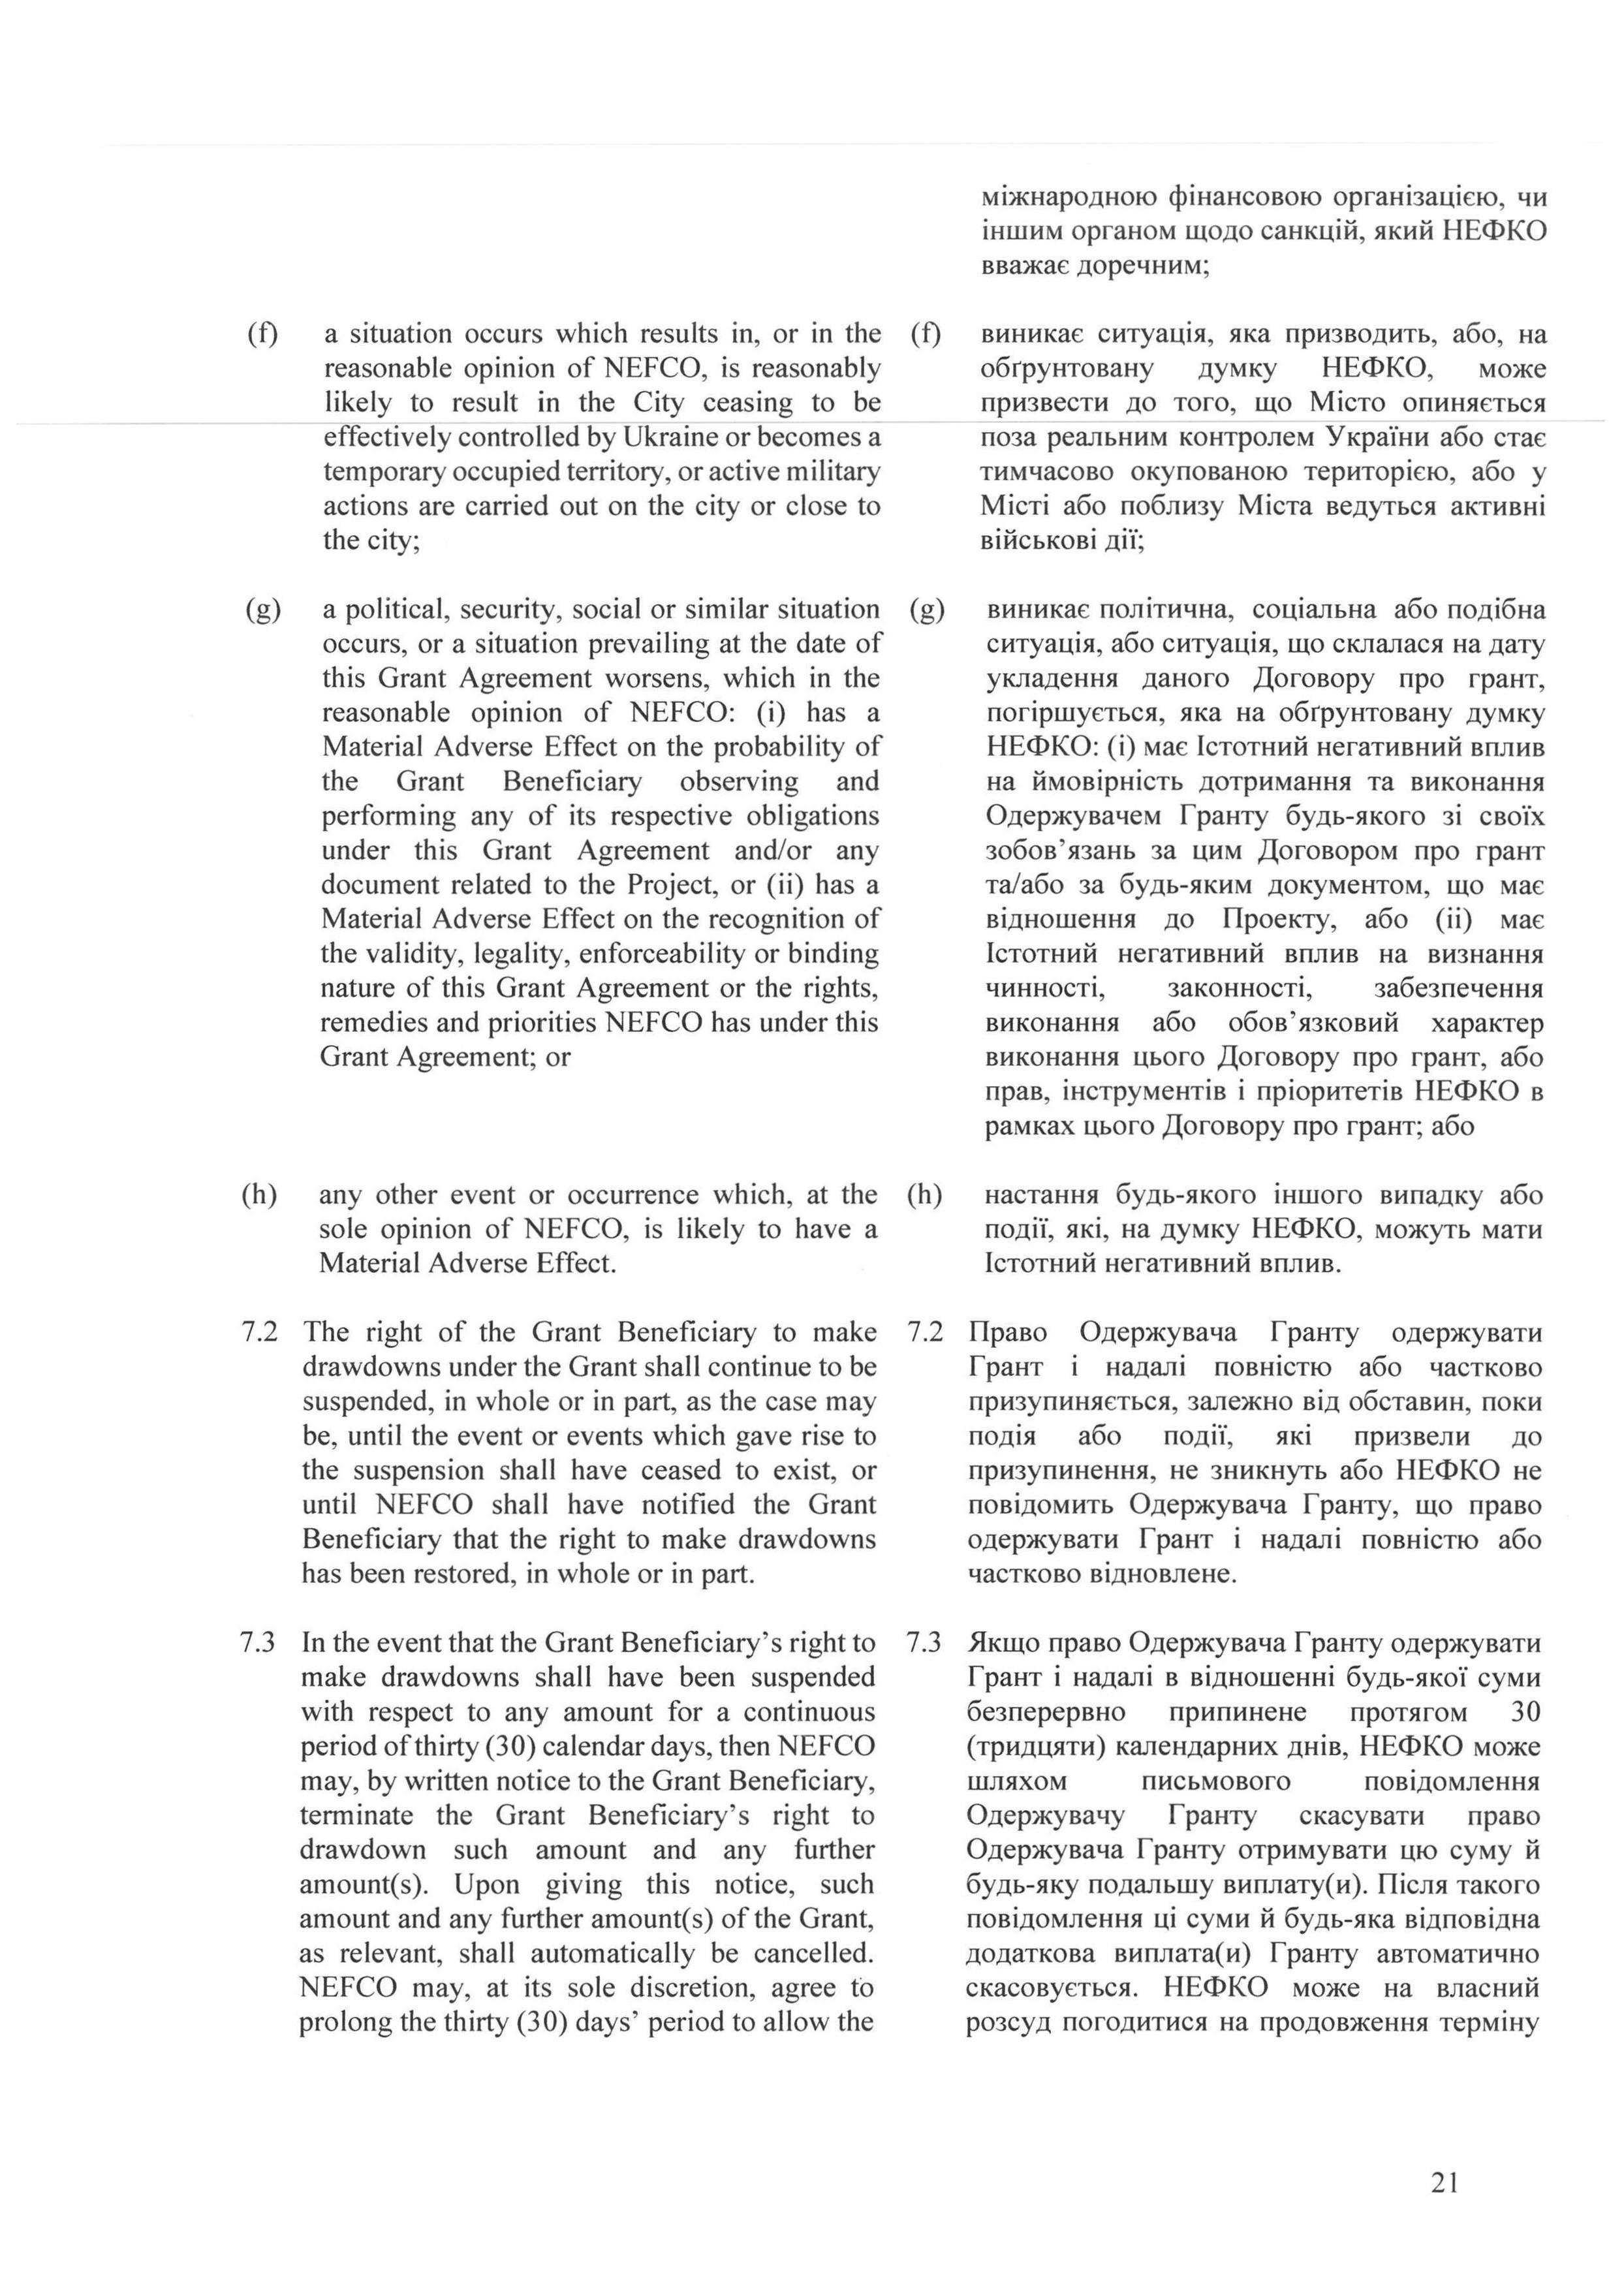 міжнародною фінансовою організацією, чи
іншим органом щодо санкцій, який НЕФКО
вважає доречним;
(f) a situation occurs which results in, or in the
reasonable opinion of NEFCO, is reasonably
likely to result in the City ceasing to be
effectively controlled by Ukraine or becomes a
temporary occupied territory, or active military
actions are carried out on the city or close to
the city;
(f) виникає ситуація, яка призводить, або, на
обґрунтовану думку НЕФКО, може
призвести до того, що Місто опиняється
поза реальним контролем України або стає
тимчасово окупованою територією, або у
Місті або поблизу Міста ведуться активні
військові дії;
(g) a political, security, social or similar situation
occurs, or a situation prevailing at the date of
this Grant Agreement worsens, which in the
reasonable opinion of NEFCO: (i) has a
Material Adverse Effect on the probability of
the Grant Beneficiary observing and
performing any of its respective obligations
under this Grant Agreement and/or any
document related to the Project, or (ii) has a
Material Adverse Effect on the recognition of
the validity, legality, enforceability or binding
nature of this Grant Agreement or the rights,
remedies and priorities NEFCO has under this
Grant Agreement; or
(g) виникає політична, соціальна або подібна
ситуація, або ситуація, що склалася на дату
укладення даного Договору про грант,
погіршується, яка на обґрунтовану думку
НЕФКО: (і) має Істотний негативний вплив
на ймовірність дотримання та виконання
Одержувачем Гранту будь-якого зі своїх
зобов’язань за цим Договором про грант
та/або за будь-яким документом, що має
відношення до Проекту, або (іі) має
Істотний негативний вплив на визнання
чинності, законності, забезпечення
виконання або обов’язковий характер
виконання цього Договору про грант, або
прав, інструментів і пріоритетів НЕФКО в
рамках цього Договору про грант; або
(h) any other event or occurrence which, at the
sole opinion of NEFCO, is likely to have a
Material Adverse Effect.
(h) настання будь-якого іншого випадку або
події, які, на думку НЕФКО, можуть мати
Істотний негативний вплив.
7.2 The right of the Grant Beneficiary to make
drawdowns under the Grant shall continue to be
suspended, in whole or in part, as the case may
be, until the event or events which gave rise to
the suspension shall have ceased to exist, or
until NEFCO shall have notified the Grant
Beneficiary that the right to make drawdowns
has been restored, in whole or in part.
7.2 Право Одержувача Гранту одержувати
Грант і надалі повністю або частково
призупиняється, залежно від обставин, поки
подія або події, які призвели до
призупинення, не зникнуть або НЕФКО не
повідомить Одержувача Гранту, що право
одержувати Грант і надалі повністю або
частково відновлене.
7.3 In the event that the Grant Beneficiary’s right to
make drawdowns shall have been suspended
with respect to any amount for a continuous
period of thirty (30) calendar days, then NEFCO
may, by written notice to the Grant Beneficiary,
terminate the Grant Beneficiary’s right to
drawdown such amount and any further
amount(s). Upon giving this notice, such
amount and any further amount(s) of the Grant,
as relevant, shall automatically be cancelled.
NEFCO may, at its sole discretion, agree to
prolong the thirty (30) days’ period to allow the
7.3 Якщо право Одержувача Гранту одержувати
Грант і надалі в відношенні будь-якої суми
безперервно припинене протягом 30
(тридцяти) календарних днів, НЕФКО може
шляхом письмового повідомлення
Одержувачу Гранту скасувати право
Одержувача Гранту отримувати цю суму й
будь-яку подальшу виплату(и). Після такого
повідомлення ці суми й будь-яка відповідна
додаткова виплата(и) Гранту автоматично
скасовується. НЕФКО може на власний
розсуд погодитися на продовження терміну
21